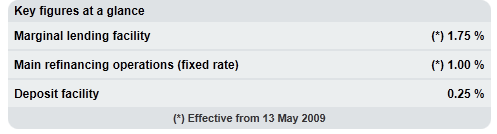 Key figures at a glance
Marginal lending facility (*) 1.75 %
Main refinancing operations (fixed rate) (*) 1.00 %
Deposit facility 0.25 %
(*) Effective from 13 May 2009